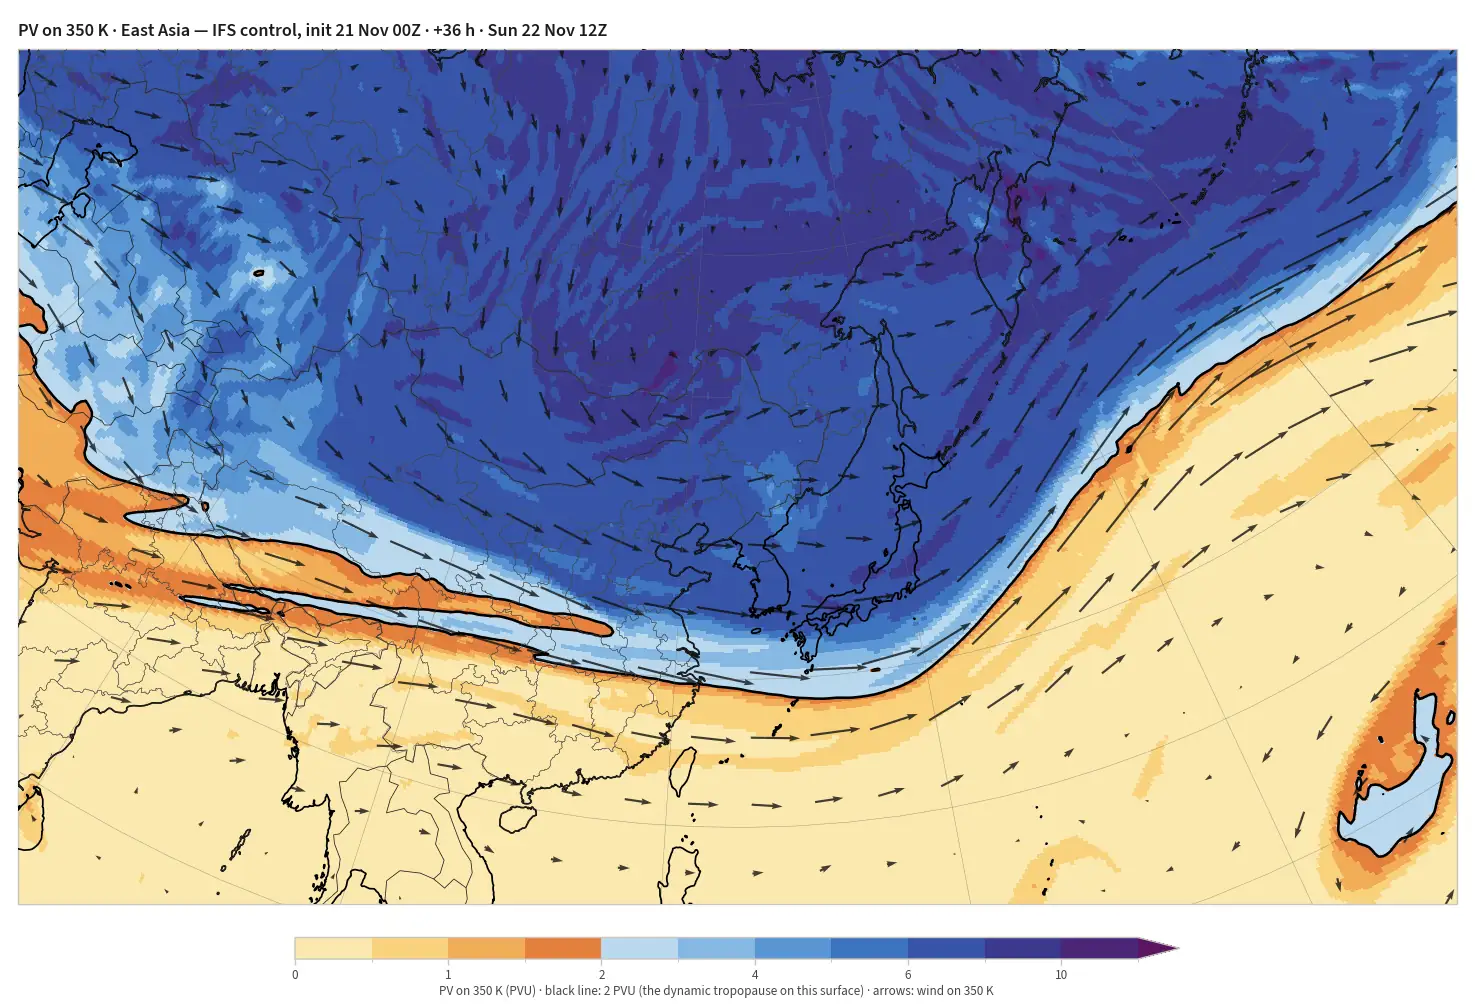 PV on 350 K · East Asia — IFS control, init 21 Nov 00Z · +36 h · Sun 22 Nov 12Z
0 1 2 4 6 10
PV on 350 K (PVU) · black line: 2 PVU (the dynamic tropopause on this surface) · arrows: wind on 350 K